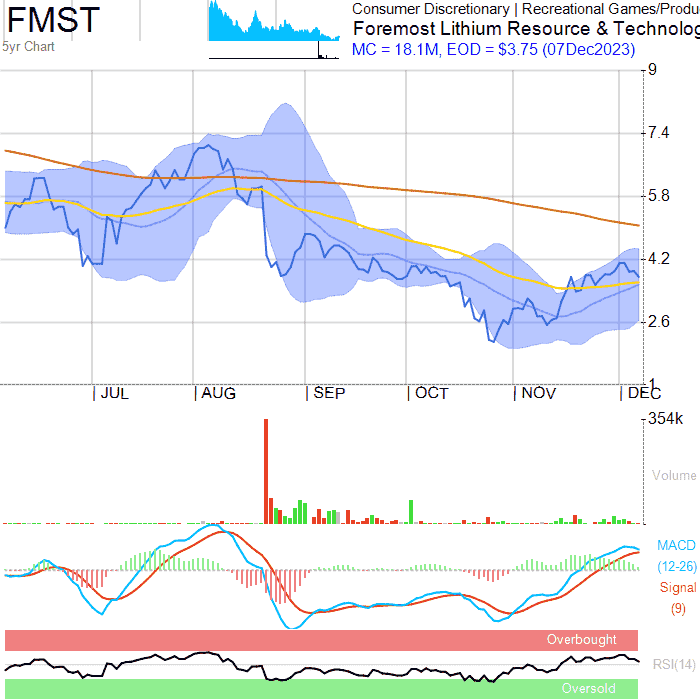 FMST
5yr Chart
Consumer Discretionary | Recreational Games/Produ
Foremost Lithium Resource & Technolog
MC = 18.1M, EOD = $3.75 (07Dec2023)
9
7.4
5.8
4.2
2.6
1
JUL AUG SEP OCT NOV DEC
354k
Volume
MACD
(12-26)
Signal
(9)
Overbought
RSI(14)
Oversold